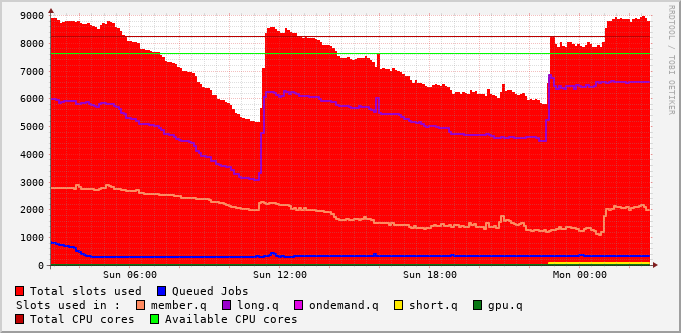 9000
8000
7000
6000
5000
4000
3000
2000
1000
0
Sun 06:00 Sun 12:00 Sun 18:00 Mon 00:00
RRDTOOL / TOBI OETIKER
Total slots used Queued Jobs
Slots used in : member.q long.q ondemand.q short.q gpu.q
Total CPU cores Available CPU cores